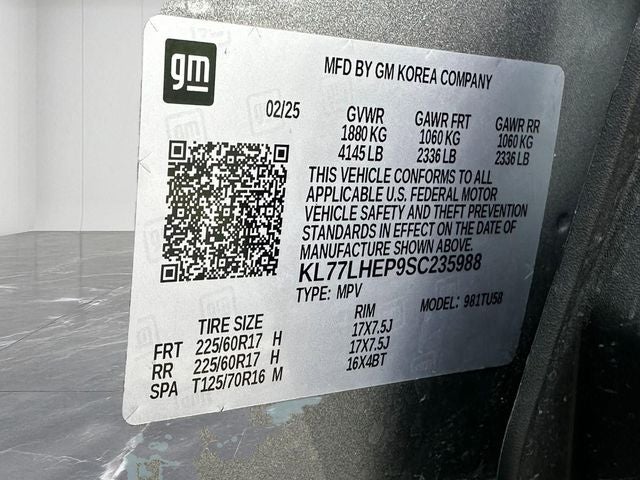 gm
MFD BY GM KOREA COMPANY
02/25 GVWR GAWR FRT GAWR RR
1880 KG 1060 KG 1060 KG
4145 LB 2336 LB 2336 LB
THIS VEHICLE CONFORMS TO ALL
APPLICABLE U.S. FEDERAL MOTOR
VEHICLE SAFETY AND THEFT PREVENTION
STANDARDS IN EFFECT ON THE DATE OF
MANUFACTURE SHOWN ABOVE.
KL77LHEP9SC235988
TYPE: MPV MODEL: 981TU58
TIRE SIZE RIM
FRT 225/60R17 H 17X7.5J
RR 225/60R17 H 17X7.5J
SPA T125/70R16 M 16X4BT